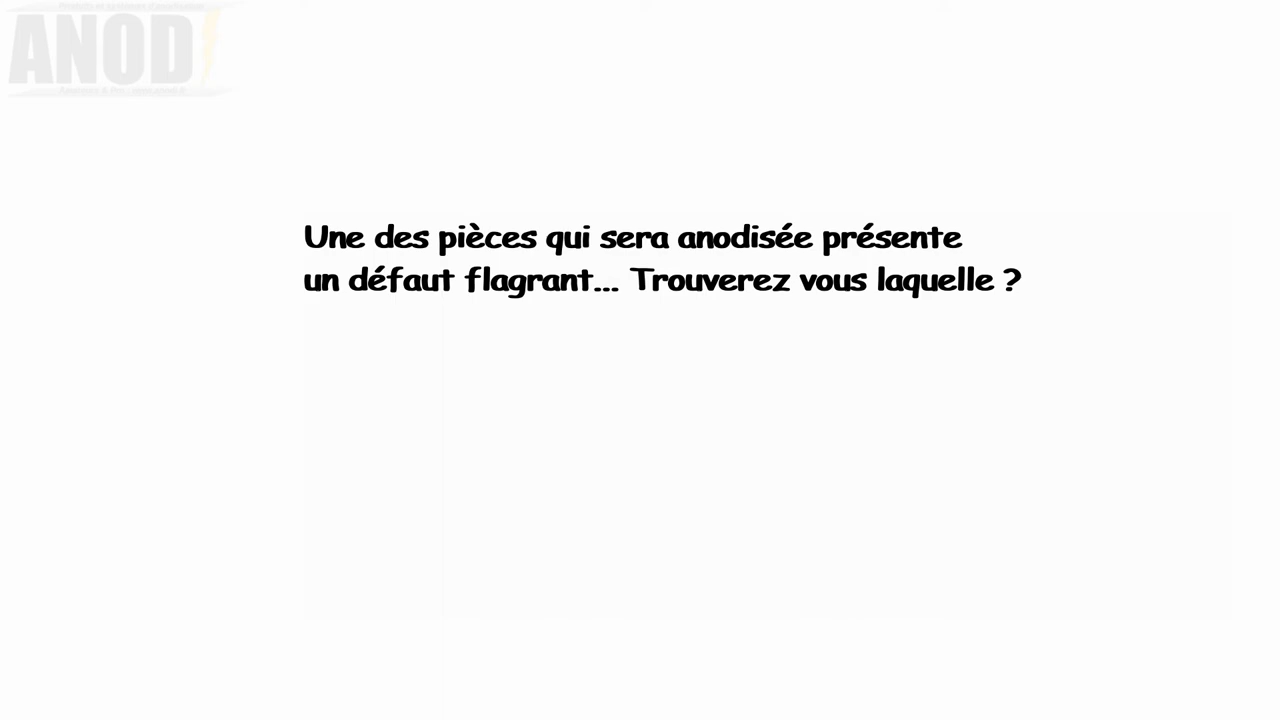 ANOD
Une des pièces qui sera anodisée présente
un défaut flagrant... Trouverez vous laquelle ?